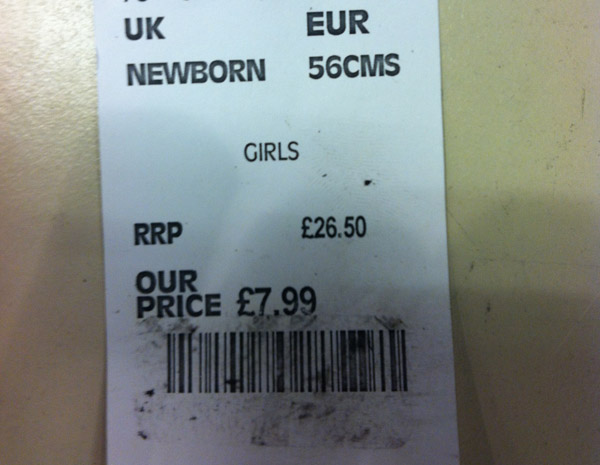 UK EUR
NEWBORN 56CMS
GIRLS
RRP £26.50
OUR
PRICE £7.99